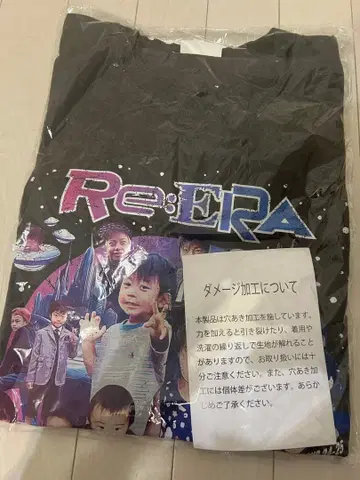 Re:ERA
ダメージ加工について
本製品は穴あき加工を施しています。
力を加えると引き裂けたり、着用や
洗濯の繰り返しで生地が解れること
がありますので、お取り扱いには十
分ご注意ください。また、穴あき加
工には個体差がございます。あらか
じめご了承ください。